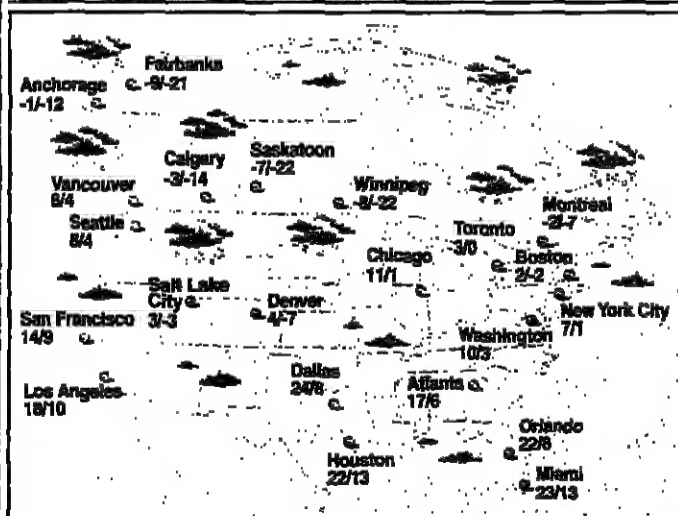 Fairbanks
-9/-21
Anchorage
-1/-12
Calgary
-3/-14
Saskatoon
-7/-22
Vancouver
8/4
Winnipeg
-8/-22
Seattle
8/4
Toronto
3/0
Montreal
-2/-7
Chicago
11/1
Boston
2/-2
Salt Lake
City
3/-3
Denver
4/-7
New York City
7/1
San Francisco
14/9
Washington
10/3
Los Angeles
18/10
Dallas
24/8
Atlanta
17/6
Houston
22/13
Orlando
22/8
Miami
23/13